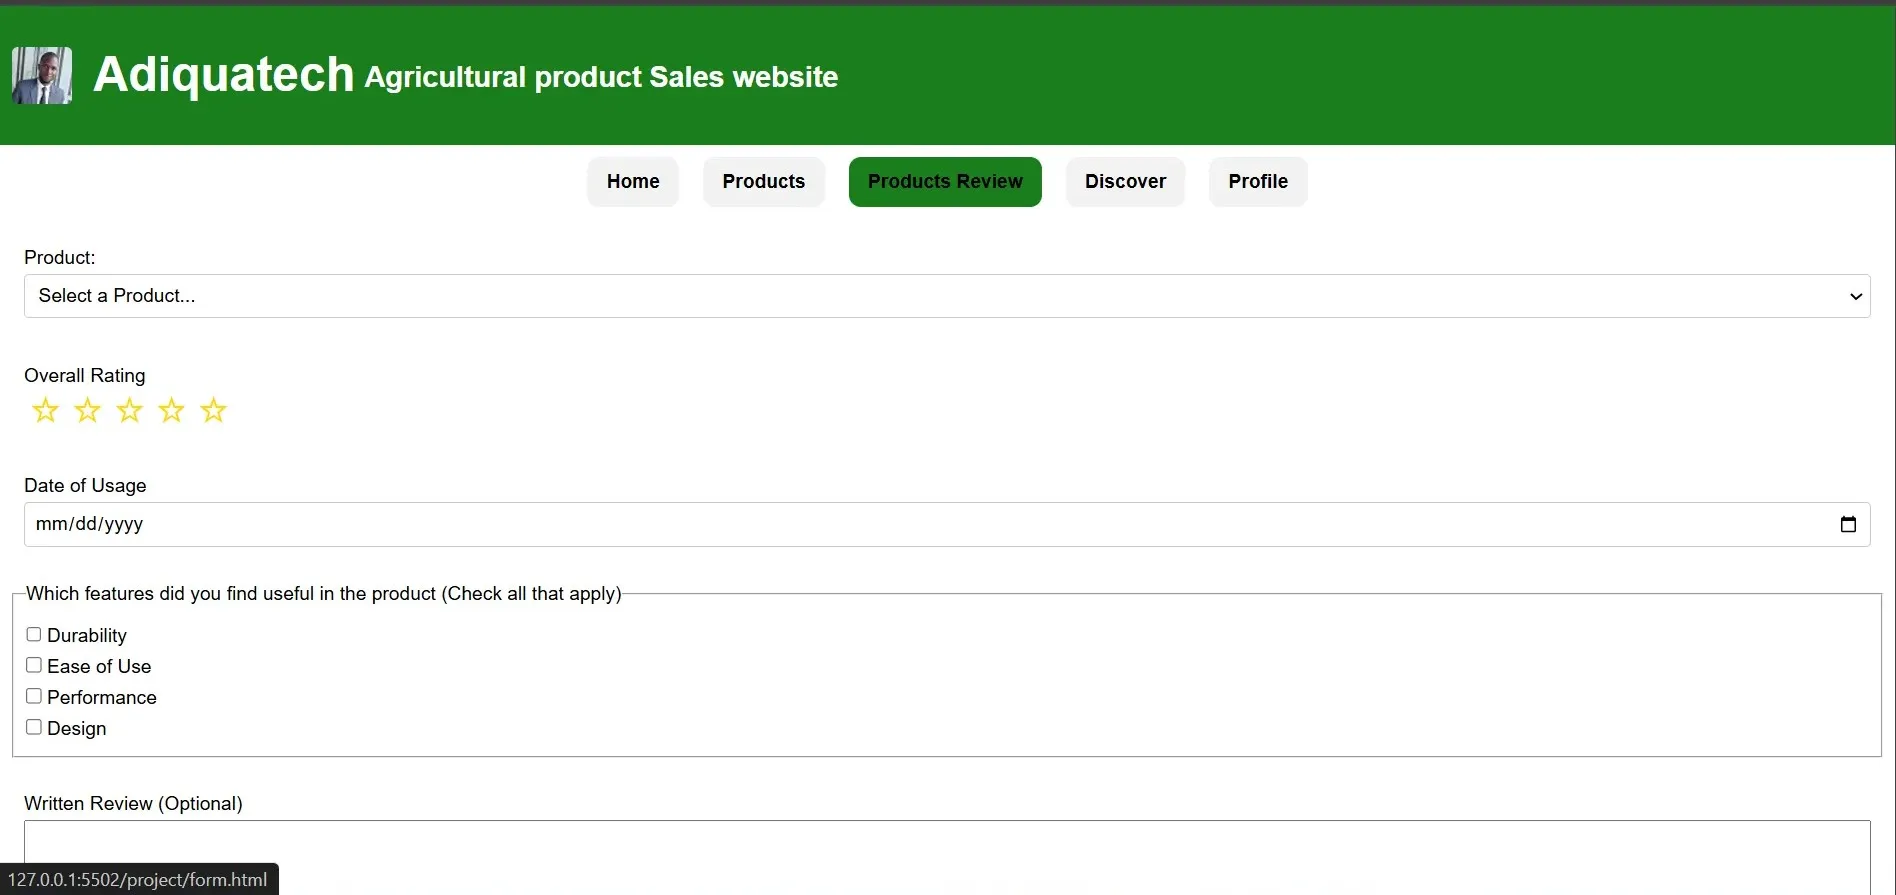 Adiquatech Agricultural product Sales website
Home Products Products Review Discover Profile
Product:
Select a Product...
Overall Rating
Date of Usage
mm/dd/yyyy
Which features did you find useful in the product (Check all that apply)
Durability
Ease of Use
Performance
Design
Written Review (Optional)
127.0.0.1:5502/project/form.html